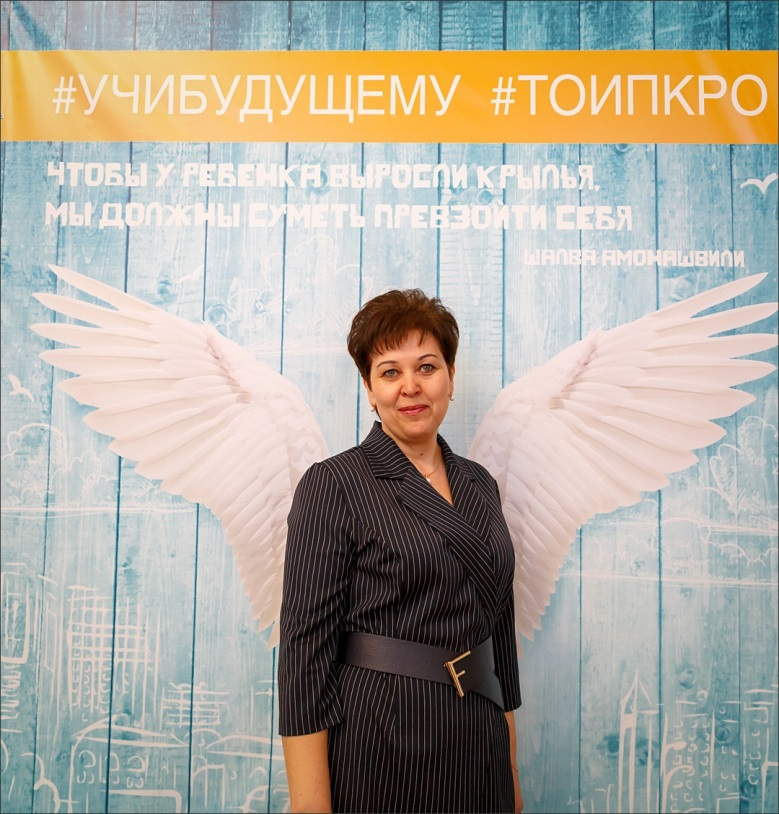 #УЧИБУДУЩЕМУ #ТОИПКРО
ЧТОБЫ У РЕБЕНКА ВЫРОСЛИ КРЫЛЬЯ,
МЫ ДОЛЖНЫ СУМЕТЬ ПРЕВЗОЙТИ СЕБЯ
ШАЛВА АМОНАШВИЛИ
F